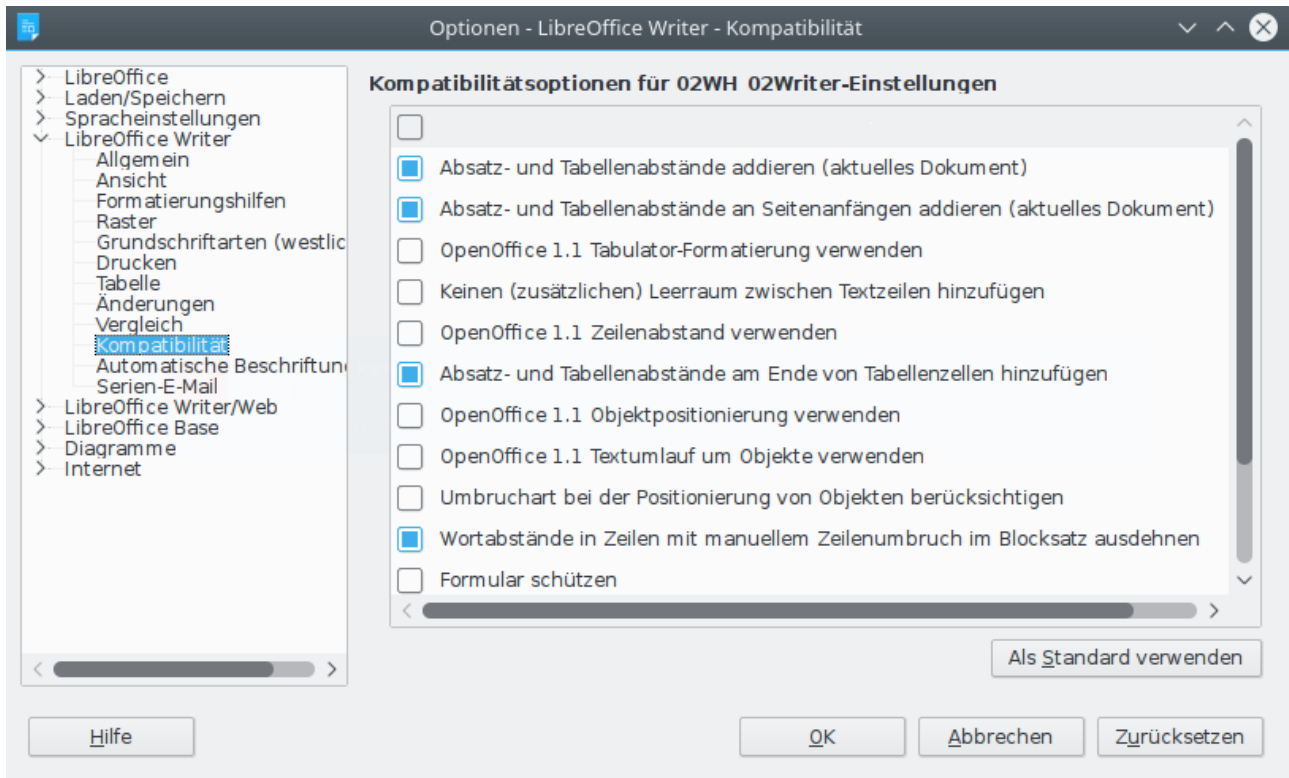 Optionen - LibreOffice Writer - Kompatibilität
LibreOffice
Laden/Speichern
Spracheinstellungen
LibreOffice Writer
Allgemein
Ansicht
Formatierungshilfen
Raster
Grundschriftarten (westlic
Drucken
Tabelle
Änderungen
Vergleich
Kompatibilität
Automatische Beschriftun
Serien-E-Mail
LibreOffice Writer/Web
LibreOffice Base
Diagramme
Internet
Kompatibilitätsoptionen für 02WH 02Writer-Einstellungen
Absatz- und Tabellenabstände addieren (aktuelles Dokument)
Absatz- und Tabellenabstände an Seitenanfängen addieren (aktuelles Dokument)
OpenOffice 1.1 Tabulator-Formatierung verwenden
Keinen (zusätzlichen) Leerraum zwischen Textzeilen hinzufügen
OpenOffice 1.1 Zeilenabstand verwenden
Absatz- und Tabellenabstände am Ende von Tabellenzellen hinzufügen
OpenOffice 1.1 Objektpositionierung verwenden
OpenOffice 1.1 Textumlauf um Objekte verwenden
Umbruchart bei der Positionierung von Objekten berücksichtigen
Wortabstände in Zeilen mit manuellem Zeilenumbruch im Blocksatz ausdehnen
Formular schützen
Als Standard verwenden
Hilfe
OK
Abbrechen
Zurücksetzen